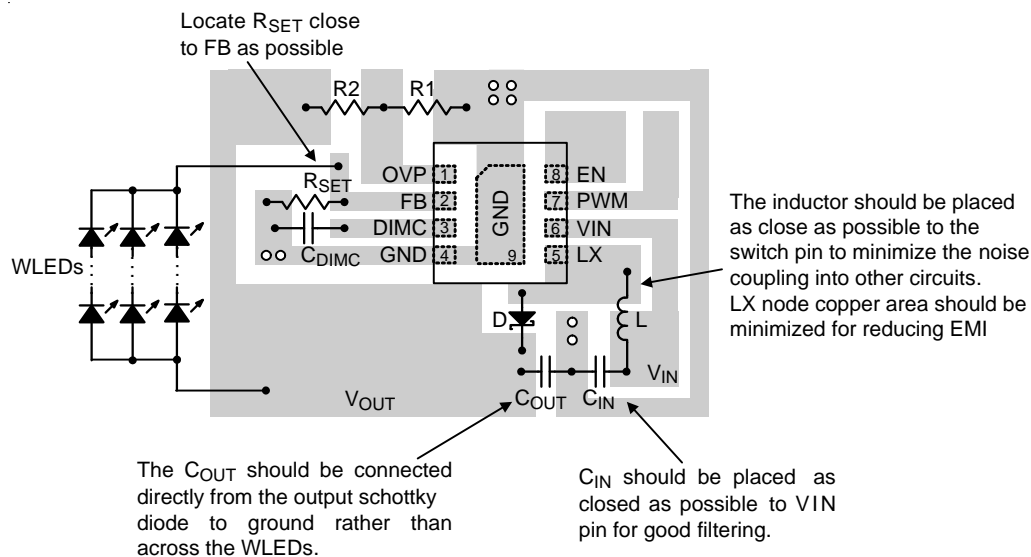 Locate RSET close
to FB as possible
R2
R1
OVP 1
8 EN
RSET
FB 2
7 PWM
GND
DIMC 3
6 VIN
CDIMC
GND 4
9
5 LX
WLEDs
The inductor should be placed
as close as possible to the
switch pin to minimize the noise
coupling into other circuits.
LX node copper area should be
minimized for reducing EMI
D
L
VIN
VOUT
COUT
CIN
The COUT should be connected
directly from the output schottky
diode to ground rather than
across the WLEDs.
CIN should be placed as
closed as possible to VIN
pin for good filtering.